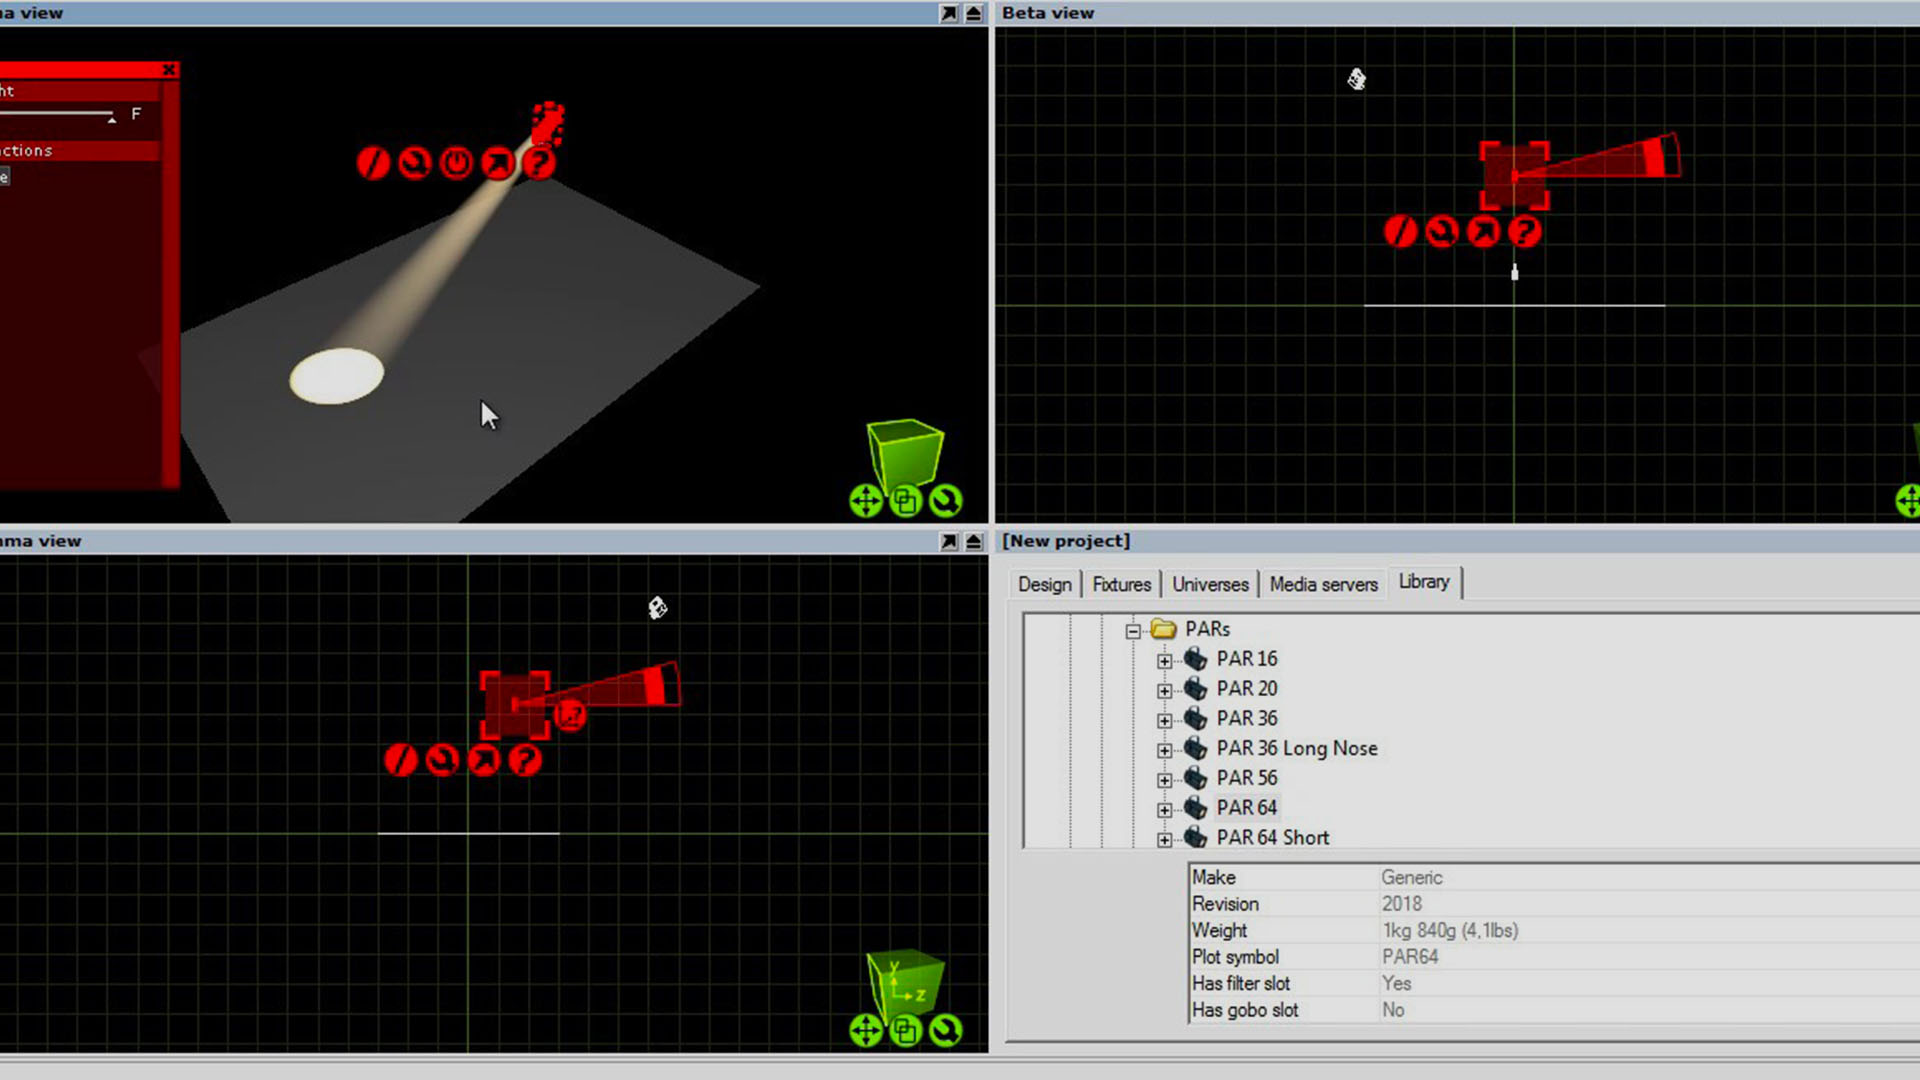 a view
Beta view
ht
F
ctions
e
?
?
mma view
[New project]
Design Fixtures Universes Media servers Library
PARs
PAR 16
PAR 20
PAR 36
PAR 36 Long Nose
PAR 56
PAR 64
PAR 64 Short
?
?
Make Generic
Revision 2018
Weight 1kg 840g (4,1lbs)
Plot symbol PAR64
Has filter slot Yes
Has gobo slot No
y
z